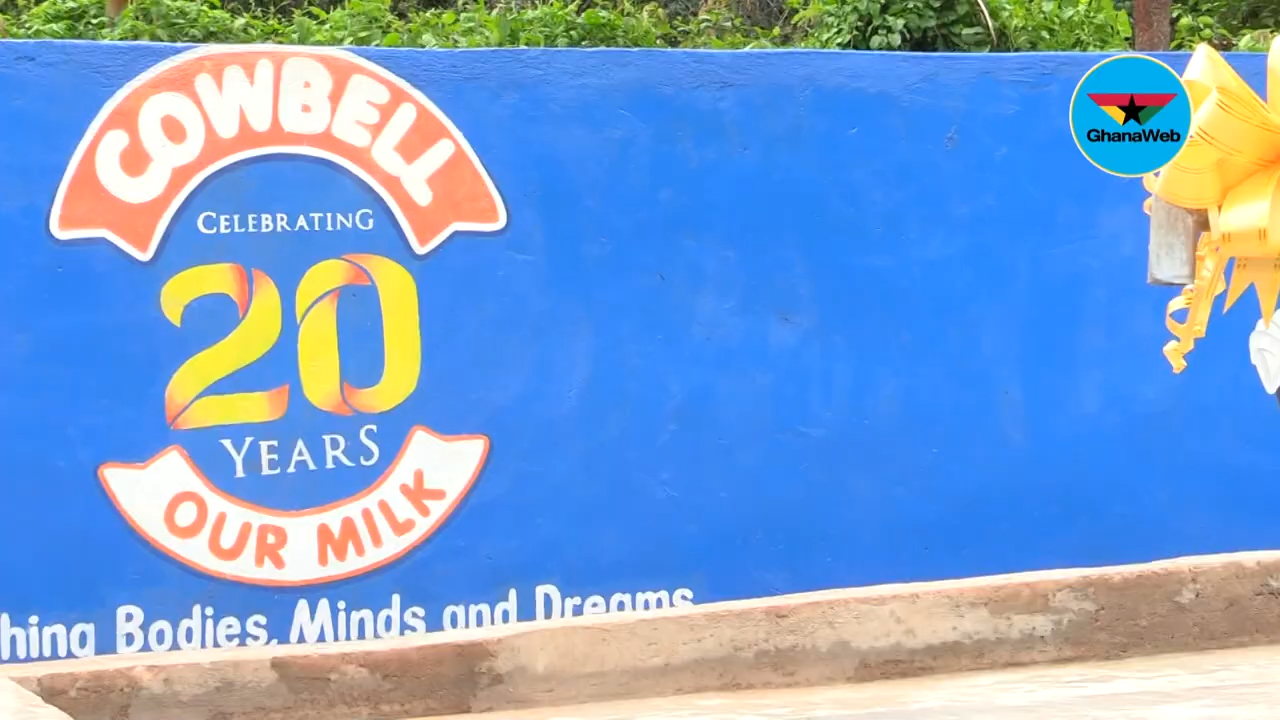 COWBELL
CELEBRATING
20
YEARS
OUR MILK
Bodies, Minds and Dreams
GhanaWeb